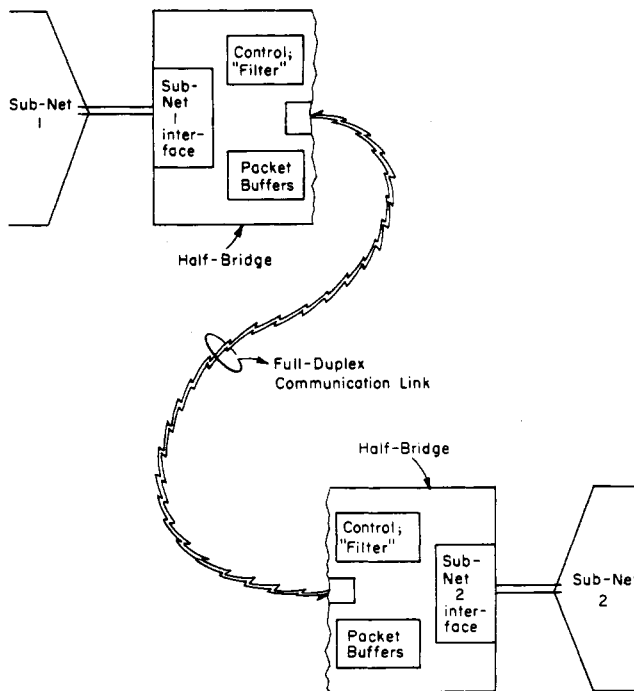 Sub-Net
1
Sub-
Net
1
inter-
face
Control;
"Filter"
Packet
Buffers
Half-Bridge
Full-Duplex
Communication Link
Half-Bridge
Control;
"Filter"
Packet
Buffers
Sub-
Net
2
inter-
face
Sub-Net
2